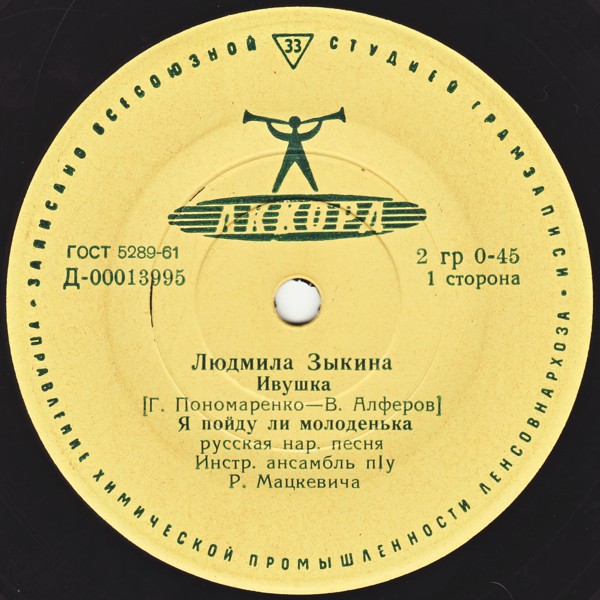 ЗАПИСАНО ВСЕСОЮЗНОЙ СТУДИЕЙ ГРАМЗАПИСИ
33
АККОРД
ГОСТ 5289-61
Д-00013995
2 гр 0-45
1 сторона
Людмила Зыкина
Ивушка
[Г. Пономаренко—В. Алферов]
Я пойду ли молоденька
русская нар. песня
Инстр. ансамбль п/у
Р. Мацкевича
УПРАВЛЕНИЕ ХИМИЧЕСКОЙ ПРОМЫШЛЕННОСТИ ЛЕНСОВНАРХОЗА